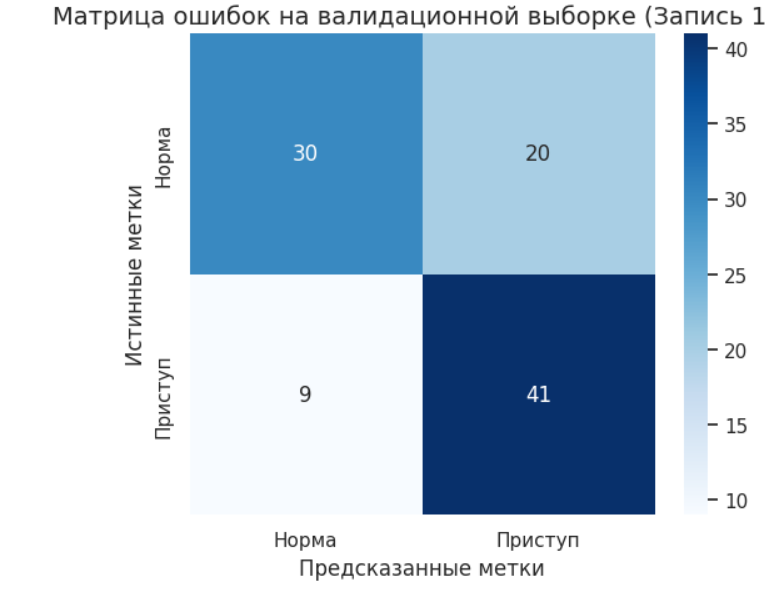 Матрица ошибок на валидационной выборке (Запись 1
40
35
30
25
20
15
10
Истинные метки
Норма
Приступ
30
20
9
41
Норма
Приступ
Предсказанные метки